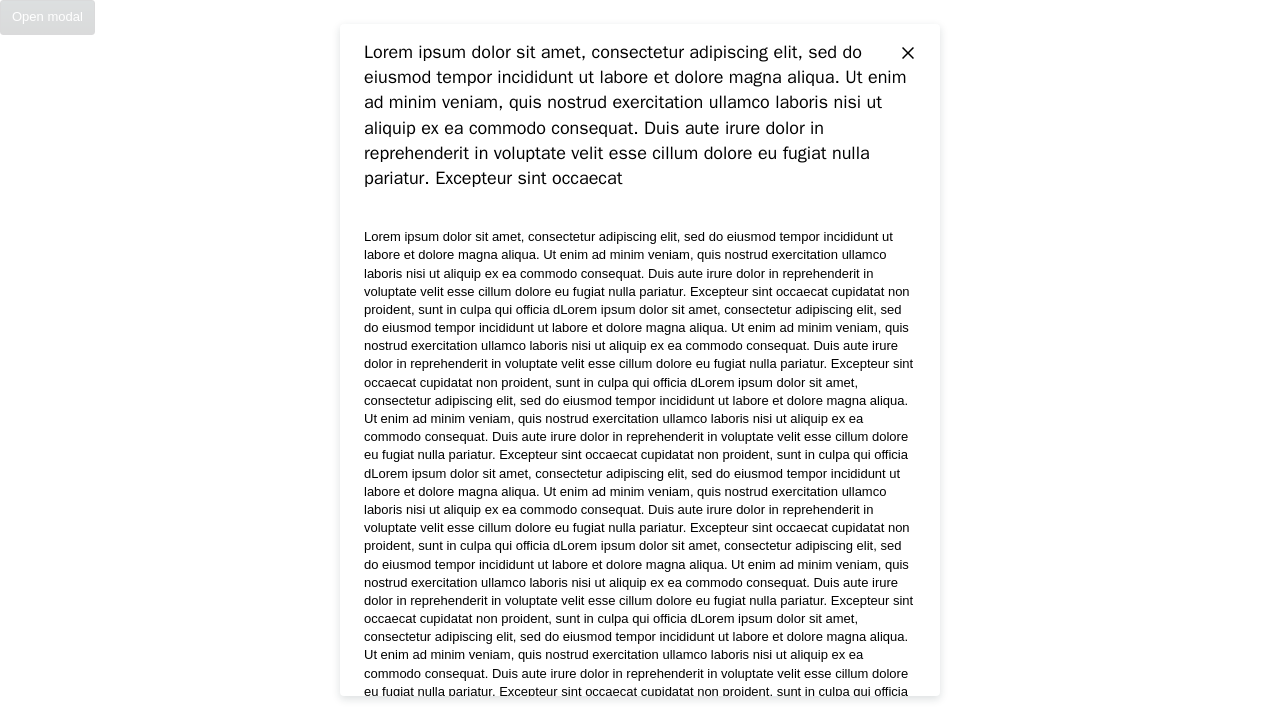 Open modal
Lorem ipsum dolor sit amet, consectetur adipiscing elit, sed do
eiusmod tempor incididunt ut labore et dolore magna aliqua. Ut enim
ad minim veniam, quis nostrud exercitation ullamco laboris nisi ut
aliquip ex ea commodo consequat. Duis aute irure dolor in
reprehenderit in voluptate velit esse cillum dolore eu fugiat nulla
pariatur. Excepteur sint occaecat
Lorem ipsum dolor sit amet, consectetur adipiscing elit, sed do eiusmod tempor incididunt ut
labore et dolore magna aliqua. Ut enim ad minim veniam, quis nostrud exercitation ullamco
laboris nisi ut aliquip ex ea commodo consequat. Duis aute irure dolor in reprehenderit in
voluptate velit esse cillum dolore eu fugiat nulla pariatur. Excepteur sint occaecat cupidatat non
proident, sunt in culpa qui officia dLorem ipsum dolor sit amet, consectetur adipiscing elit, sed
do eiusmod tempor incididunt ut labore et dolore magna aliqua. Ut enim ad minim veniam, quis
nostrud exercitation ullamco laboris nisi ut aliquip ex ea commodo consequat. Duis aute irure
dolor in reprehenderit in voluptate velit esse cillum dolore eu fugiat nulla pariatur. Excepteur sint
occaecat cupidatat non proident, sunt in culpa qui officia dLorem ipsum dolor sit amet,
consectetur adipiscing elit, sed do eiusmod tempor incididunt ut labore et dolore magna aliqua.
Ut enim ad minim veniam, quis nostrud exercitation ullamco laboris nisi ut aliquip ex ea
commodo consequat. Duis aute irure dolor in reprehenderit in voluptate velit esse cillum dolore
eu fugiat nulla pariatur. Excepteur sint occaecat cupidatat non proident, sunt in culpa qui officia
dLorem ipsum dolor sit amet, consectetur adipiscing elit, sed do eiusmod tempor incididunt ut
labore et dolore magna aliqua. Ut enim ad minim veniam, quis nostrud exercitation ullamco
laboris nisi ut aliquip ex ea commodo consequat. Duis aute irure dolor in reprehenderit in
voluptate velit esse cillum dolore eu fugiat nulla pariatur. Excepteur sint occaecat cupidatat non
proident, sunt in culpa qui officia dLorem ipsum dolor sit amet, consectetur adipiscing elit, sed
do eiusmod tempor incididunt ut labore et dolore magna aliqua. Ut enim ad minim veniam, quis
nostrud exercitation ullamco laboris nisi ut aliquip ex ea commodo consequat. Duis aute irure
dolor in reprehenderit in voluptate velit esse cillum dolore eu fugiat nulla pariatur. Excepteur sint
occaecat cupidatat non proident, sunt in culpa qui officia dLorem ipsum dolor sit amet,
consectetur adipiscing elit, sed do eiusmod tempor incididunt ut labore et dolore magna aliqua.
Ut enim ad minim veniam, quis nostrud exercitation ullamco laboris nisi ut aliquip ex ea
commodo consequat. Duis aute irure dolor in reprehenderit in voluptate velit esse cillum dolore
eu fugiat nulla pariatur. Excepteur sint occaecat cupidatat non proident, sunt in culpa qui officia